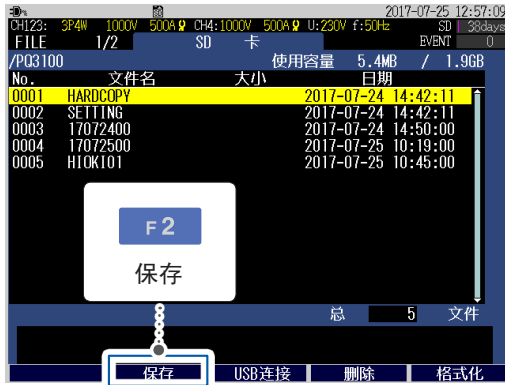 2017-07-25 12:57:09
CH123: 3P4W 1000V 500A CH4:1000V 500A U:230V f:50Hz SD 38days
FILE 1/2 SD 卡 EVENT 0
/PQ3100 使用容量 5.4MB / 1.9GB
No. 文件名 大小 日期
0001 HARDCOPY 2017-07-24 14:42:11
0002 SETTING 2017-07-24 14:42:11
0003 17072400 2017-07-24 14:50:00
0004 17072500 2017-07-25 10:19:00
0005 HIOKI01 2017-07-25 10:45:00
F 2
保存
总 5 文件
保存 USB连接 删除 格式化